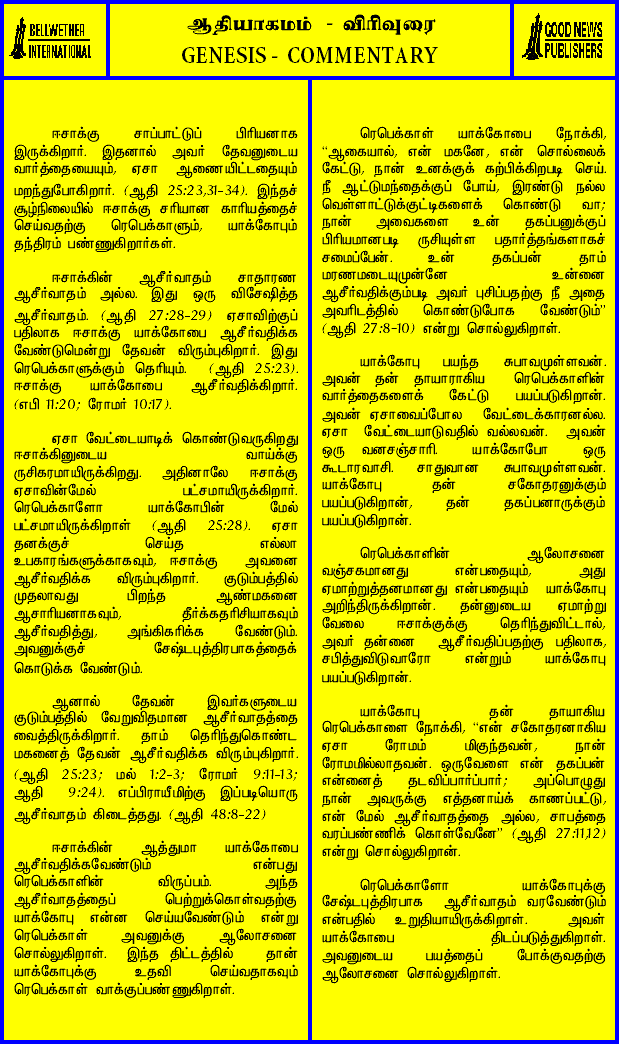 BELLWETHER
INTERNATIONAL
ஆதியாகமம் - விரிவுரை
GENESIS - COMMENTARY
GOOD NEWS
PUBLISHERS
ஈசாக்கு சாப்பாட்டுப் பிரியனாக
இருக்கிறார். இதனால் அவர் தேவனுடைய
வார்த்தையையும், ஏசா ஆணையிட்டதையும்
மறந்துபோகிறார். (ஆதி 25:23,31-34). இந்தச்
சூழ்நிலையில் ஈசாக்கு சரியான காரியத்தைச்
செய்வதற்கு ரெபெக்காளும், யாக்கோபும்
தந்திரம் பண்ணுகிறார்கள்.
ஈசாக்கின் ஆசீர்வாதம் சாதாரண
ஆசீர்வாதம் அல்ல. இது ஒரு விசேஷித்த
ஆசீர்வாதம். (ஆதி 27:28-29) ஏசாவிற்குப்
பதிலாக ஈசாக்கு யாக்கோபை ஆசீர்வதிக்க
வேண்டுமென்று தேவன் விரும்புகிறார். இது
ரெபெக்காளுக்கும் தெரியும். (ஆதி 25:23).
ஈசாக்கு யாக்கோபை ஆசீர்வதிக்கிறார்.
(எபி 11:20; ரோமர் 10:17).
ஏசா வேட்டையாடிக் கொண்டுவருகிறது
ஈசாக்கினுடைய வாய்க்கு
ருசிகரமாயிருக்கிறது. அதினாலே ஈசாக்கு
ஏசாவின்மேல் பட்சமாயிருக்கிறார்.
ரெபெக்காளோ யாக்கோபின் மேல்
பட்சமாயிருக்கிறாள் (ஆதி 25:28). ஏசா
தனக்குச் செய்த எல்லா
உபகாரங்களுக்காகவும், ஈசாக்கு அவனை
ஆசீர்வதிக்க விரும்புகிறார். குடும்பத்தில்
முதலாவது பிறந்த ஆண்மகனை
ஆசாரியனாகவும், தீர்க்கதரிசியாகவும்
ஆசீர்வதித்து, அங்கிகரிக்க வேண்டும்.
அவனுக்குச் சேஷ்டபுத்திரபாகத்தைக்
கொடுக்க வேண்டும்.
ஆனால் தேவன் இவர்களுடைய
குடும்பத்தில் வேறுவிதமான ஆசீர்வாதத்தை
வைத்திருக்கிறார். தாம் தெரிந்துகொண்ட
மகனைத் தேவன் ஆசீர்வதிக்க விரும்புகிறார்.
(ஆதி 25:23; மல் 1:2-3; ரோமர் 9:11-13;
ஆதி 9:24). எப்பிராயீமிற்கு இப்படியொரு
ஆசீர்வாதம் கிடைத்தது. (ஆதி 48:8-22)
ஈசாக்கின் ஆத்துமா யாக்கோபை
ஆசீர்வதிக்கவேண்டும் என்பது
ரெபெக்காளின் விருப்பம். அந்த
ஆசீர்வாதத்தைப் பெற்றுக்கொள்வதற்கு
யாக்கோபு என்ன செய்யவேண்டும் என்று
ரெபெக்காள் அவனுக்கு ஆலோசனை
சொல்லுகிறாள். இந்த திட்டத்தில் தான்
யாக்கோபுக்கு உதவி செய்வதாகவும்
ரெபெக்காள் வாக்குப்பண்ணுகிறாள்.
ரெபெக்காள் யாக்கோபை நோக்கி,
“ஆகையால், என் மகனே, என் சொல்லைக்
கேட்டு, நான் உனக்குக் கற்பிக்கிறபடி செய்.
நீ ஆட்டுமந்தைக்குப் போய், இரண்டு நல்ல
வெள்ளாட்டுக்குட்டிகளைக் கொண்டு வா;
நான் அவைகளை உன் தகப்பனுக்குப்
பிரியமானபடி ருசியுள்ள பதார்த்தங்களாகச்
சமைப்பேன். உன் தகப்பன் தாம்
மரணமடையுமுன்னே உன்னை
ஆசீர்வதிக்கும்படி அவர் புசிப்பதற்கு நீ அதை
அவரிடத்தில் கொண்டுபோக வேண்டும்”
(ஆதி 27:8-10) என்று சொல்லுகிறாள்.
யாக்கோபு பயந்த சுபாவமுள்ளவன்.
அவன் தன் தாயாராகிய ரெபெக்காளின்
வார்த்தைகளைக் கேட்டு பயப்படுகிறான்.
அவன் ஏசாவைப்போல வேட்டைக்காரனல்ல.
ஏசா வேட்டையாடுவதில் வல்லவன். அவன்
ஒரு வனசஞ்சாரி. யாக்கோபோ ஒரு
கூடாரவாசி. சாதுவான சுபாவமுள்ளவன்.
யாக்கோபு தன் சகோதரனுக்கும்
பயப்படுகிறான், தன் தகப்பனாருக்கும்
பயப்படுகிறான்.
ரெபெக்காளின் ஆலோசனை
வஞ்சகமானது என்பதையும், அது
ஏமாற்றுத்தனமானது என்பதையும் யாக்கோபு
அறிந்திருக்கிறான். தன்னுடைய ஏமாற்று
வேலை ஈசாக்குக்கு தெரிந்துவிட்டால்,
அவர் தன்னை ஆசீர்வதிப்பதற்கு பதிலாக,
சபித்துவிடுவாரோ என்றும் யாக்கோபு
பயப்படுகிறான்.
யாக்கோபு தன் தாயாகிய
ரெபெக்காளை நோக்கி, “என் சகோதரனாகிய
ஏசா ரோமம் மிகுந்தவன், நான்
ரோமமில்லாதவன். ஒருவேளை என் தகப்பன்
என்னைத் தடவிப்பார்ப்பார்; அப்பொழுது
நான் அவருக்கு எத்தனாய்க் காணப்பட்டு,
என் மேல் ஆசீர்வாதத்தை அல்ல, சாபத்தை
வரப்பண்ணிக் கொள்வேனே” (ஆதி 27:11,12)
என்று சொல்லுகிறான்.
ரெபெக்காளோ யாக்கோபுக்கு
சேஷ்டபுத்திரபாக ஆசீர்வாதம் வரவேண்டும்
என்பதில் உறுதியாயிருக்கிறாள். அவள்
யாக்கோபை திடப்படுத்துகிறாள்.
அவனுடைய பயத்தைப் போக்குவதற்கு
ஆலோசனை சொல்லுகிறாள்.